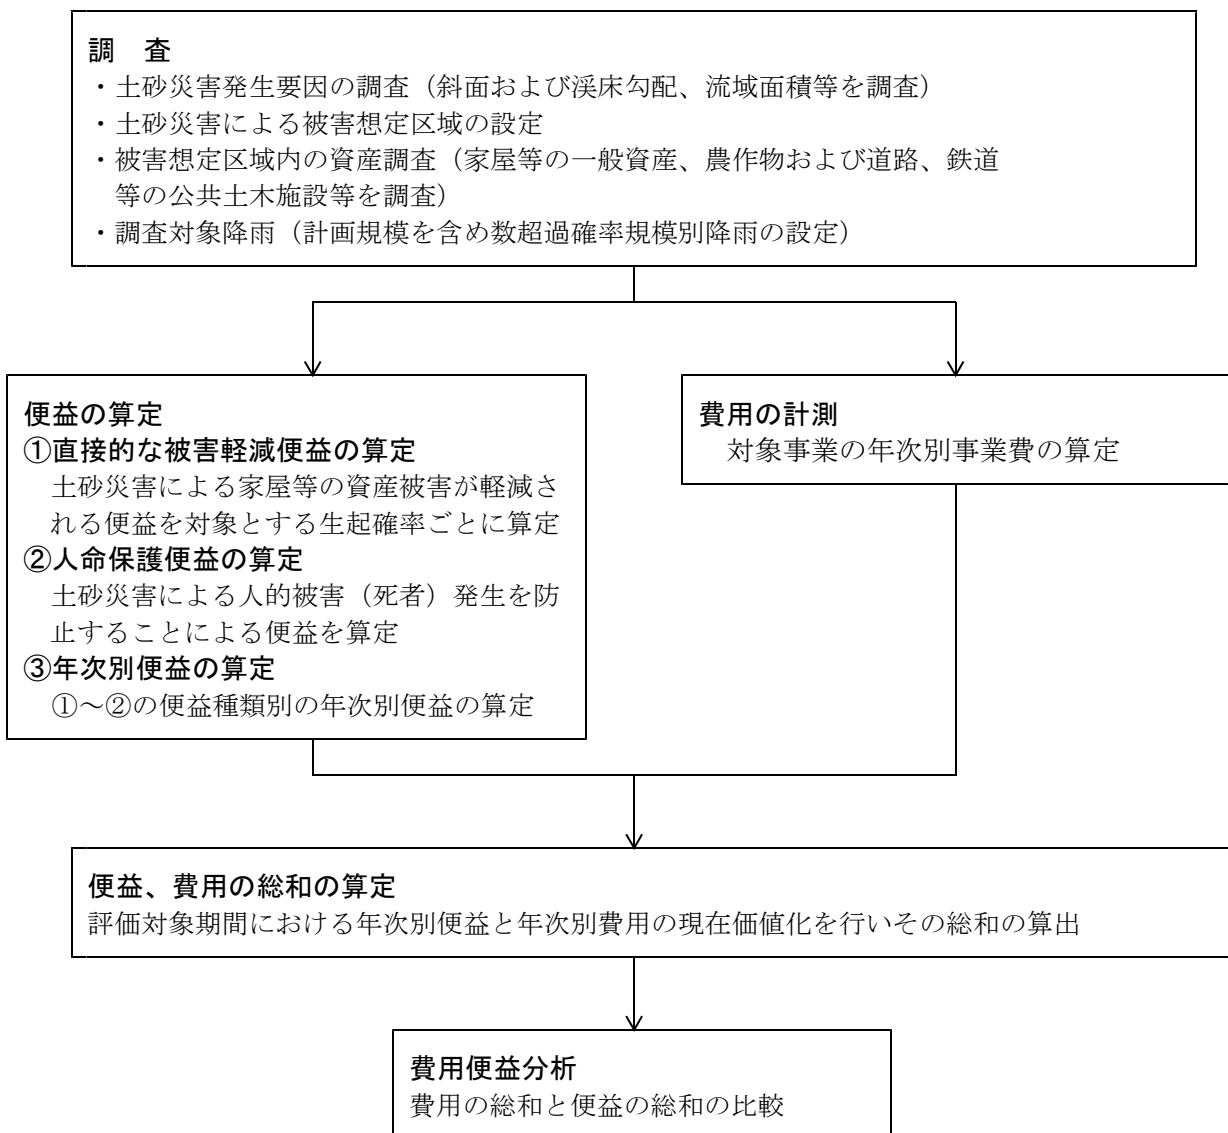 調　査
・土砂災害発生要因の調査（斜面および渓床勾配、流域面積等を調査）
・土砂災害による被害想定区域の設定
・被害想定区域内の資産調査（家屋等の一般資産、農作物および道路、鉄道
等の公共土木施設等を調査）
・調査対象降雨（計画規模を含め数超過確率規模別降雨の設定）
便益の算定
①直接的な被害軽減便益の算定
土砂災害による家屋等の資産被害が軽減さ
れる便益を対象とする生起確率ごとに算定
②人命保護便益の算定
土砂災害による人的被害（死者）発生を防
止することによる便益を算定
③年次別便益の算定
①～②の便益種類別の年次別便益の算定
費用の計測
対象事業の年次別事業費の算定
便益、費用の総和の算定
評価対象期間における年次別便益と年次別費用の現在価値化を行いその総和の算出
費用便益分析
費用の総和と便益の総和の比較